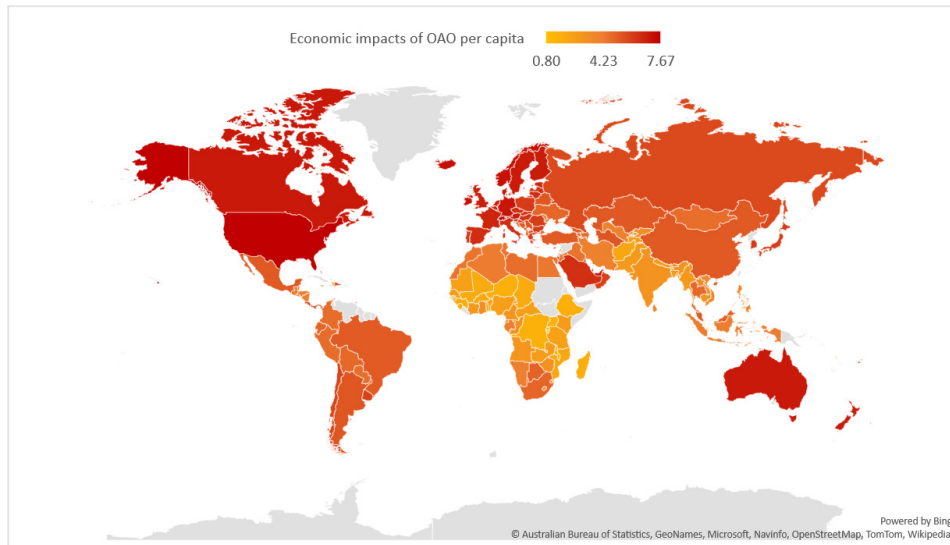 Economic impacts of OAO per capita
0.80 4.23 7.67
Powered by Bing
© Australian Bureau of Statistics, GeoNames, Microsoft, Navinfo, OpenStreetMap, TomTom, Wikipedia